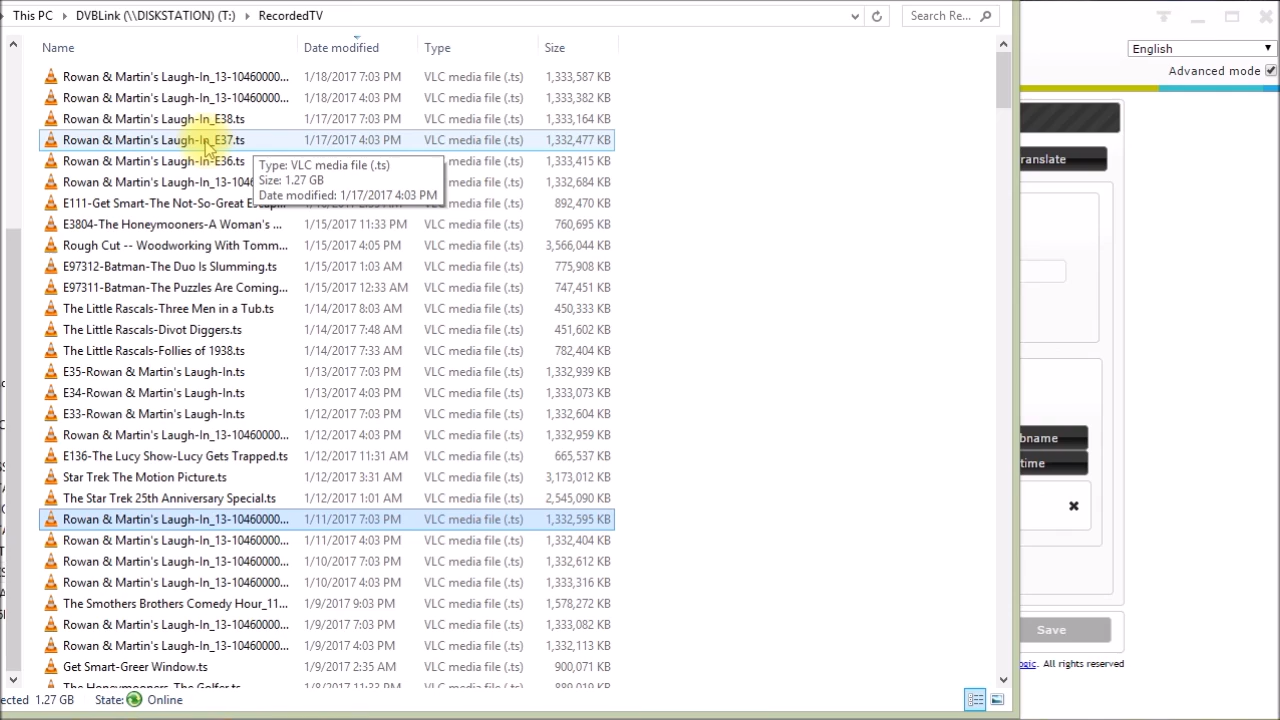 This PC > DVBLink (\\DISKSTATION) (T:) > RecordedTV
Search Re...
English
Advanced mode
Name Date modified Type Size
Rowan & Martin's Laugh-In_13-10460000... 1/18/2017 7:03 PM VLC media file (.ts) 1,333,587 KB
Rowan & Martin's Laugh-In_13-10460000... 1/18/2017 4:03 PM VLC media file (.ts) 1,333,382 KB
Rowan & Martin's Laugh-In_E38.ts 1/17/2017 7:03 PM VLC media file (.ts) 1,333,164 KB
Rowan & Martin's Laugh-In_E37.ts 1/17/2017 4:03 PM VLC media file (.ts) 1,332,477 KB
Rowan & Martin's Laugh-in_E36.ts 1,333,415 KB
Type: VLC media file (.ts)
Size: 1.27 GB
Date modified: 1/17/2017 4:03 PM
ranslate
Rowan & Martin's Laugh-In_13-1046 1,332,684 KB
E111-Get Smart-The Not-So-Great 892,470 KB
E3804-The Honeymooners-A Woman's ... 1/15/2017 11:33 PM VLC media file (.ts) 760,695 KB
Rough Cut -- Woodworking With Tomm... 1/15/2017 4:05 PM VLC media file (.ts) 3,566,044 KB
E97312-Batman-The Duo Is Slumming.ts 1/15/2017 1:03 AM VLC media file (.ts) 775,908 KB
E97311-Batman-The Puzzles Are Coming... 1/15/2017 12:33 AM VLC media file (.ts) 747,451 KB
The Little Rascals-Three Men in a Tub.ts 1/14/2017 8:03 AM VLC media file (.ts) 450,333 KB
The Little Rascals-Divot Diggers.ts 1/14/2017 7:48 AM VLC media file (.ts) 451,602 KB
The Little Rascals-Follies of 1938.ts 1/14/2017 7:33 AM VLC media file (.ts) 782,404 KB
E35-Rowan & Martin's Laugh-In.ts 1/13/2017 7:03 PM VLC media file (.ts) 1,332,939 KB
E34-Rowan & Martin's Laugh-In.ts 1/13/2017 4:03 PM VLC media file (.ts) 1,333,073 KB
E33-Rowan & Martin's Laugh-In.ts 1/12/2017 7:03 PM VLC media file (.ts) 1,332,604 KB
Rowan & Martin's Laugh-In_13-10460000... 1/12/2017 4:03 PM VLC media file (.ts) 1,332,959 KB
bname
E136-The Lucy Show-Lucy Gets Trapped.ts 1/12/2017 11:31 AM VLC media file (.ts) 665,537 KB
time
Star Trek The Motion Picture.ts 1/12/2017 3:31 AM VLC media file (.ts) 3,173,012 KB
The Star Trek 25th Anniversary Special.ts 1/12/2017 1:01 AM VLC media file (.ts) 2,545,090 KB
Rowan & Martin's Laugh-In_13-10460000... 1/11/2017 7:03 PM VLC media file (.ts) 1,332,595 KB
Rowan & Martin's Laugh-In_13-10460000... 1/11/2017 4:03 PM VLC media file (.ts) 1,332,404 KB
Rowan & Martin's Laugh-In_13-10460000... 1/10/2017 7:03 PM VLC media file (.ts) 1,332,612 KB
Rowan & Martin's Laugh-In_13-10460000... 1/10/2017 4:03 PM VLC media file (.ts) 1,333,316 KB
The Smothers Brothers Comedy Hour_11... 1/9/2017 9:03 PM VLC media file (.ts) 1,578,272 KB
Rowan & Martin's Laugh-In_13-10460000... 1/9/2017 7:03 PM VLC media file (.ts) 1,333,082 KB
Save
Rowan & Martin's Laugh-In_13-10460000... 1/9/2017 4:03 PM VLC media file (.ts) 1,332,113 KB
Get Smart-Greer Window.ts 1/9/2017 2:35 AM VLC media file (.ts) 900,071 KB
ogic. All rights reserved
The Honeymooners-The Golfer.ts 1/8/2017 11:33 PM VLC media file (.ts) 889,019 KB
ected 1.27 GB State: Online